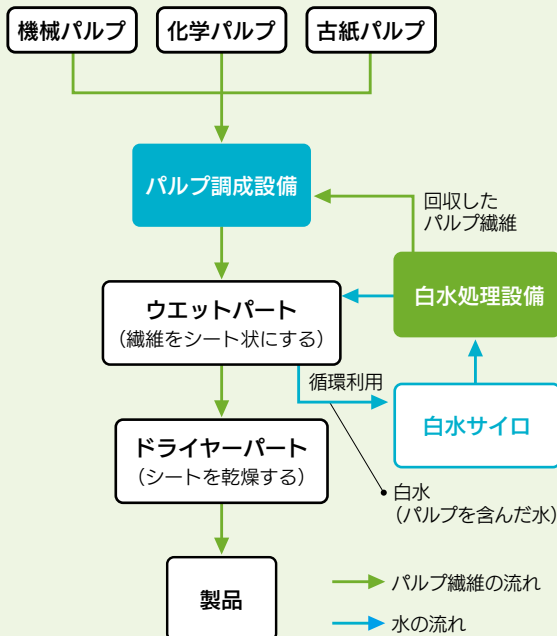 機械パルプ
化学パルプ
古紙パルプ
パルプ調成設備
回収した
パルプ繊維
白水処理設備
ウエットパート
（繊維をシート状にする）
循環利用
白水サイロ
ドライヤーパート
（シートを乾燥する）
白水
（パルプを含んだ水）
製品
パルプ繊維の流れ
水の流れ